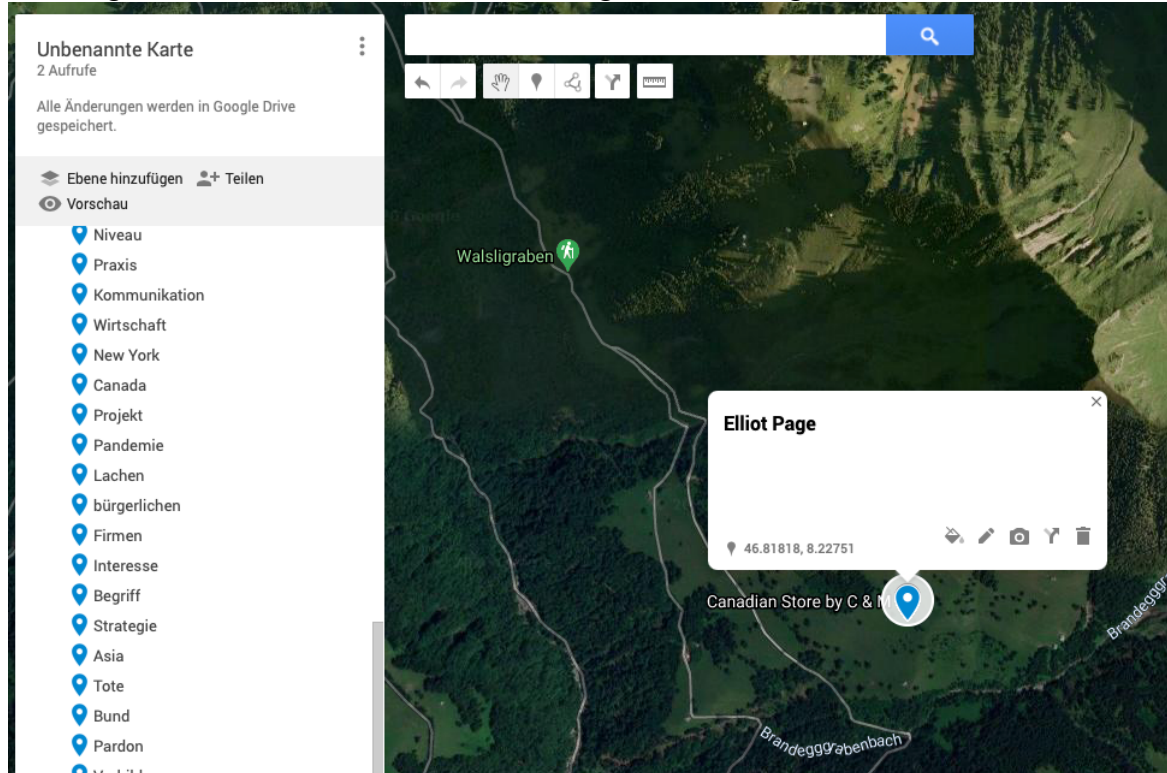 Unbenannte Karte
2 Aufrufe
Alle Änderungen werden in Google Drive
gespeichert.
Ebene hinzufügen
Teilen
Vorschau
Niveau
Praxis
Kommunikation
Wirtschaft
New York
Canada
Projekt
Pandemie
Lachen
bürgerlichen
Firmen
Interesse
Begriff
Strategie
Asia
Tote
Bund
Pardon
Walsligraben
Elliot Page
46.81818, 8.22751
Canadian Store by C & M